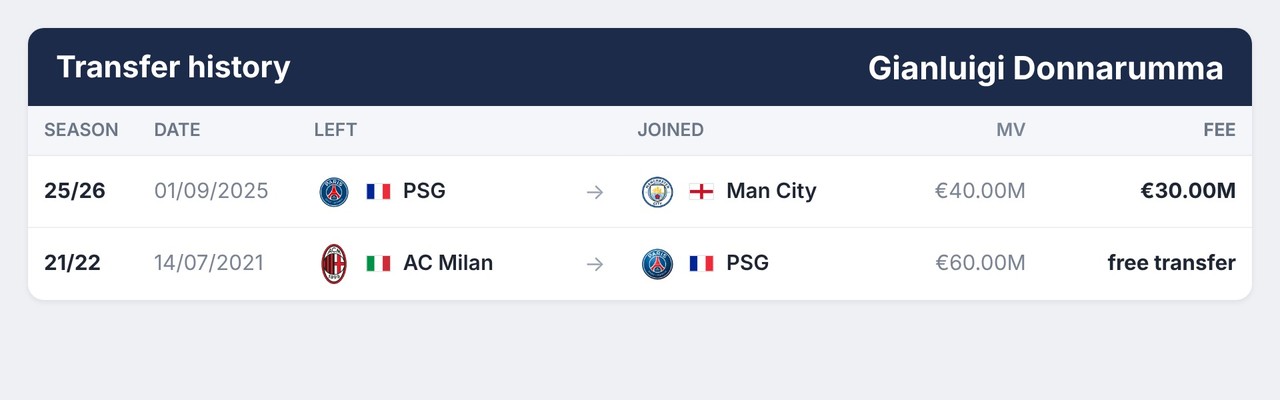 Transfer history Gianluigi Donnarumma
SEASON DATE LEFT JOINED MV FEE
25/26 01/09/2025 PSG → Man City €40.00M €30.00M
21/22 14/07/2021 AC Milan → PSG €60.00M free transfer